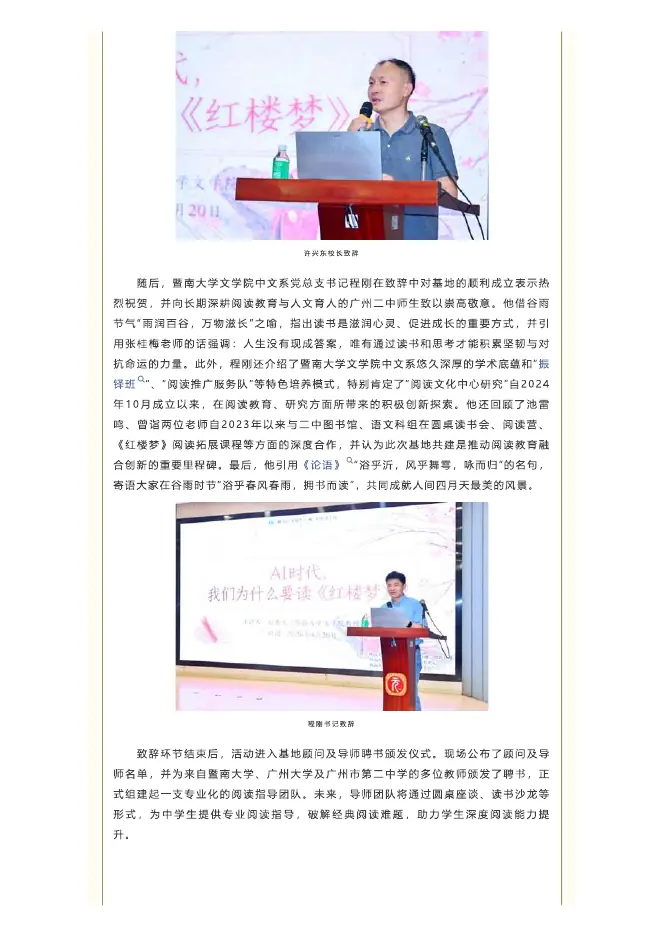 代，
《红楼梦》
学文学院
月20日
许兴东校长致辞
随后，暨南大学文学院中文系党总支书记程刚在致辞中对基地的顺利成立表示热
烈祝贺，并向长期深耕阅读教育与人文育人的广州二中师生致以崇高敬意。他借谷雨
节气“雨润百谷，万物滋长”之喻，指出读书是滋润心灵、促进成长的重要方式，并引
用张桂梅老师的话强调：人生没有现成答案，唯有通过读书和思考才能积累坚韧与对
抗命运的力量。此外，程刚还介绍了暨南大学文学院中文系悠久深厚的学术底蕴和“振
铎班”、“阅读推广服务队”等特色培养模式，特别肯定了“阅读文化中心研究”自2024
年10月成立以来，在阅读教育、研究方面所带来的积极创新探索。他还回顾了池雷
鸣、曾诣两位老师自2023年以来与二中图书馆、语文科组在圆桌读书会、阅读营、
《红楼梦》阅读拓展课程等方面的深度合作，并认为此次基地共建是推动阅读教育融
合创新的重要里程碑。最后，他引用《论语》“浴乎沂，风乎舞雩，咏而归”的名句，
寄语大家在谷雨时节“浴乎春风春雨，拥书而读”，共同成就人间四月天最美的风景。
AI时代，
我们为什么要读《红楼梦
程刚书记致辞
致辞环节结束后，活动进入基地顾问及导师聘书颁发仪式。现场公布了顾问及导
师名单，并为来自暨南大学、广州大学及广州市第二中学的多位教师颁发了聘书，正
式组建起一支专业化的阅读指导团队。未来，导师团队将通过圆桌座谈、读书沙龙等
形式，为中学生提供专业阅读指导，破解经典阅读难题，助力学生深度阅读能力提
升。